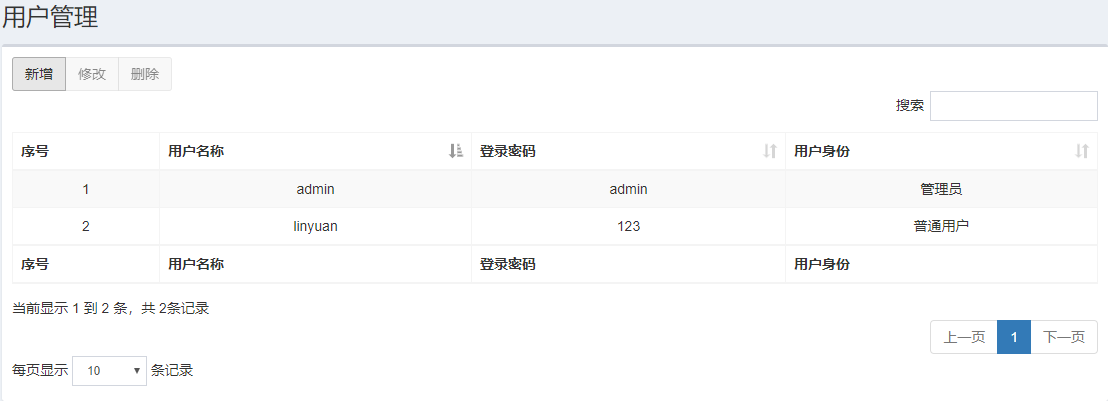 用户管理
新增 修改 删除
搜索
序号 用户名称 登录密码 用户身份
1 admin admin 管理员
2 linyuan 123 普通用户
序号 用户名称 登录密码 用户身份
当前显示 1 到 2 条，共 2条记录
上一页 1 下一页
每页显示 10 条记录